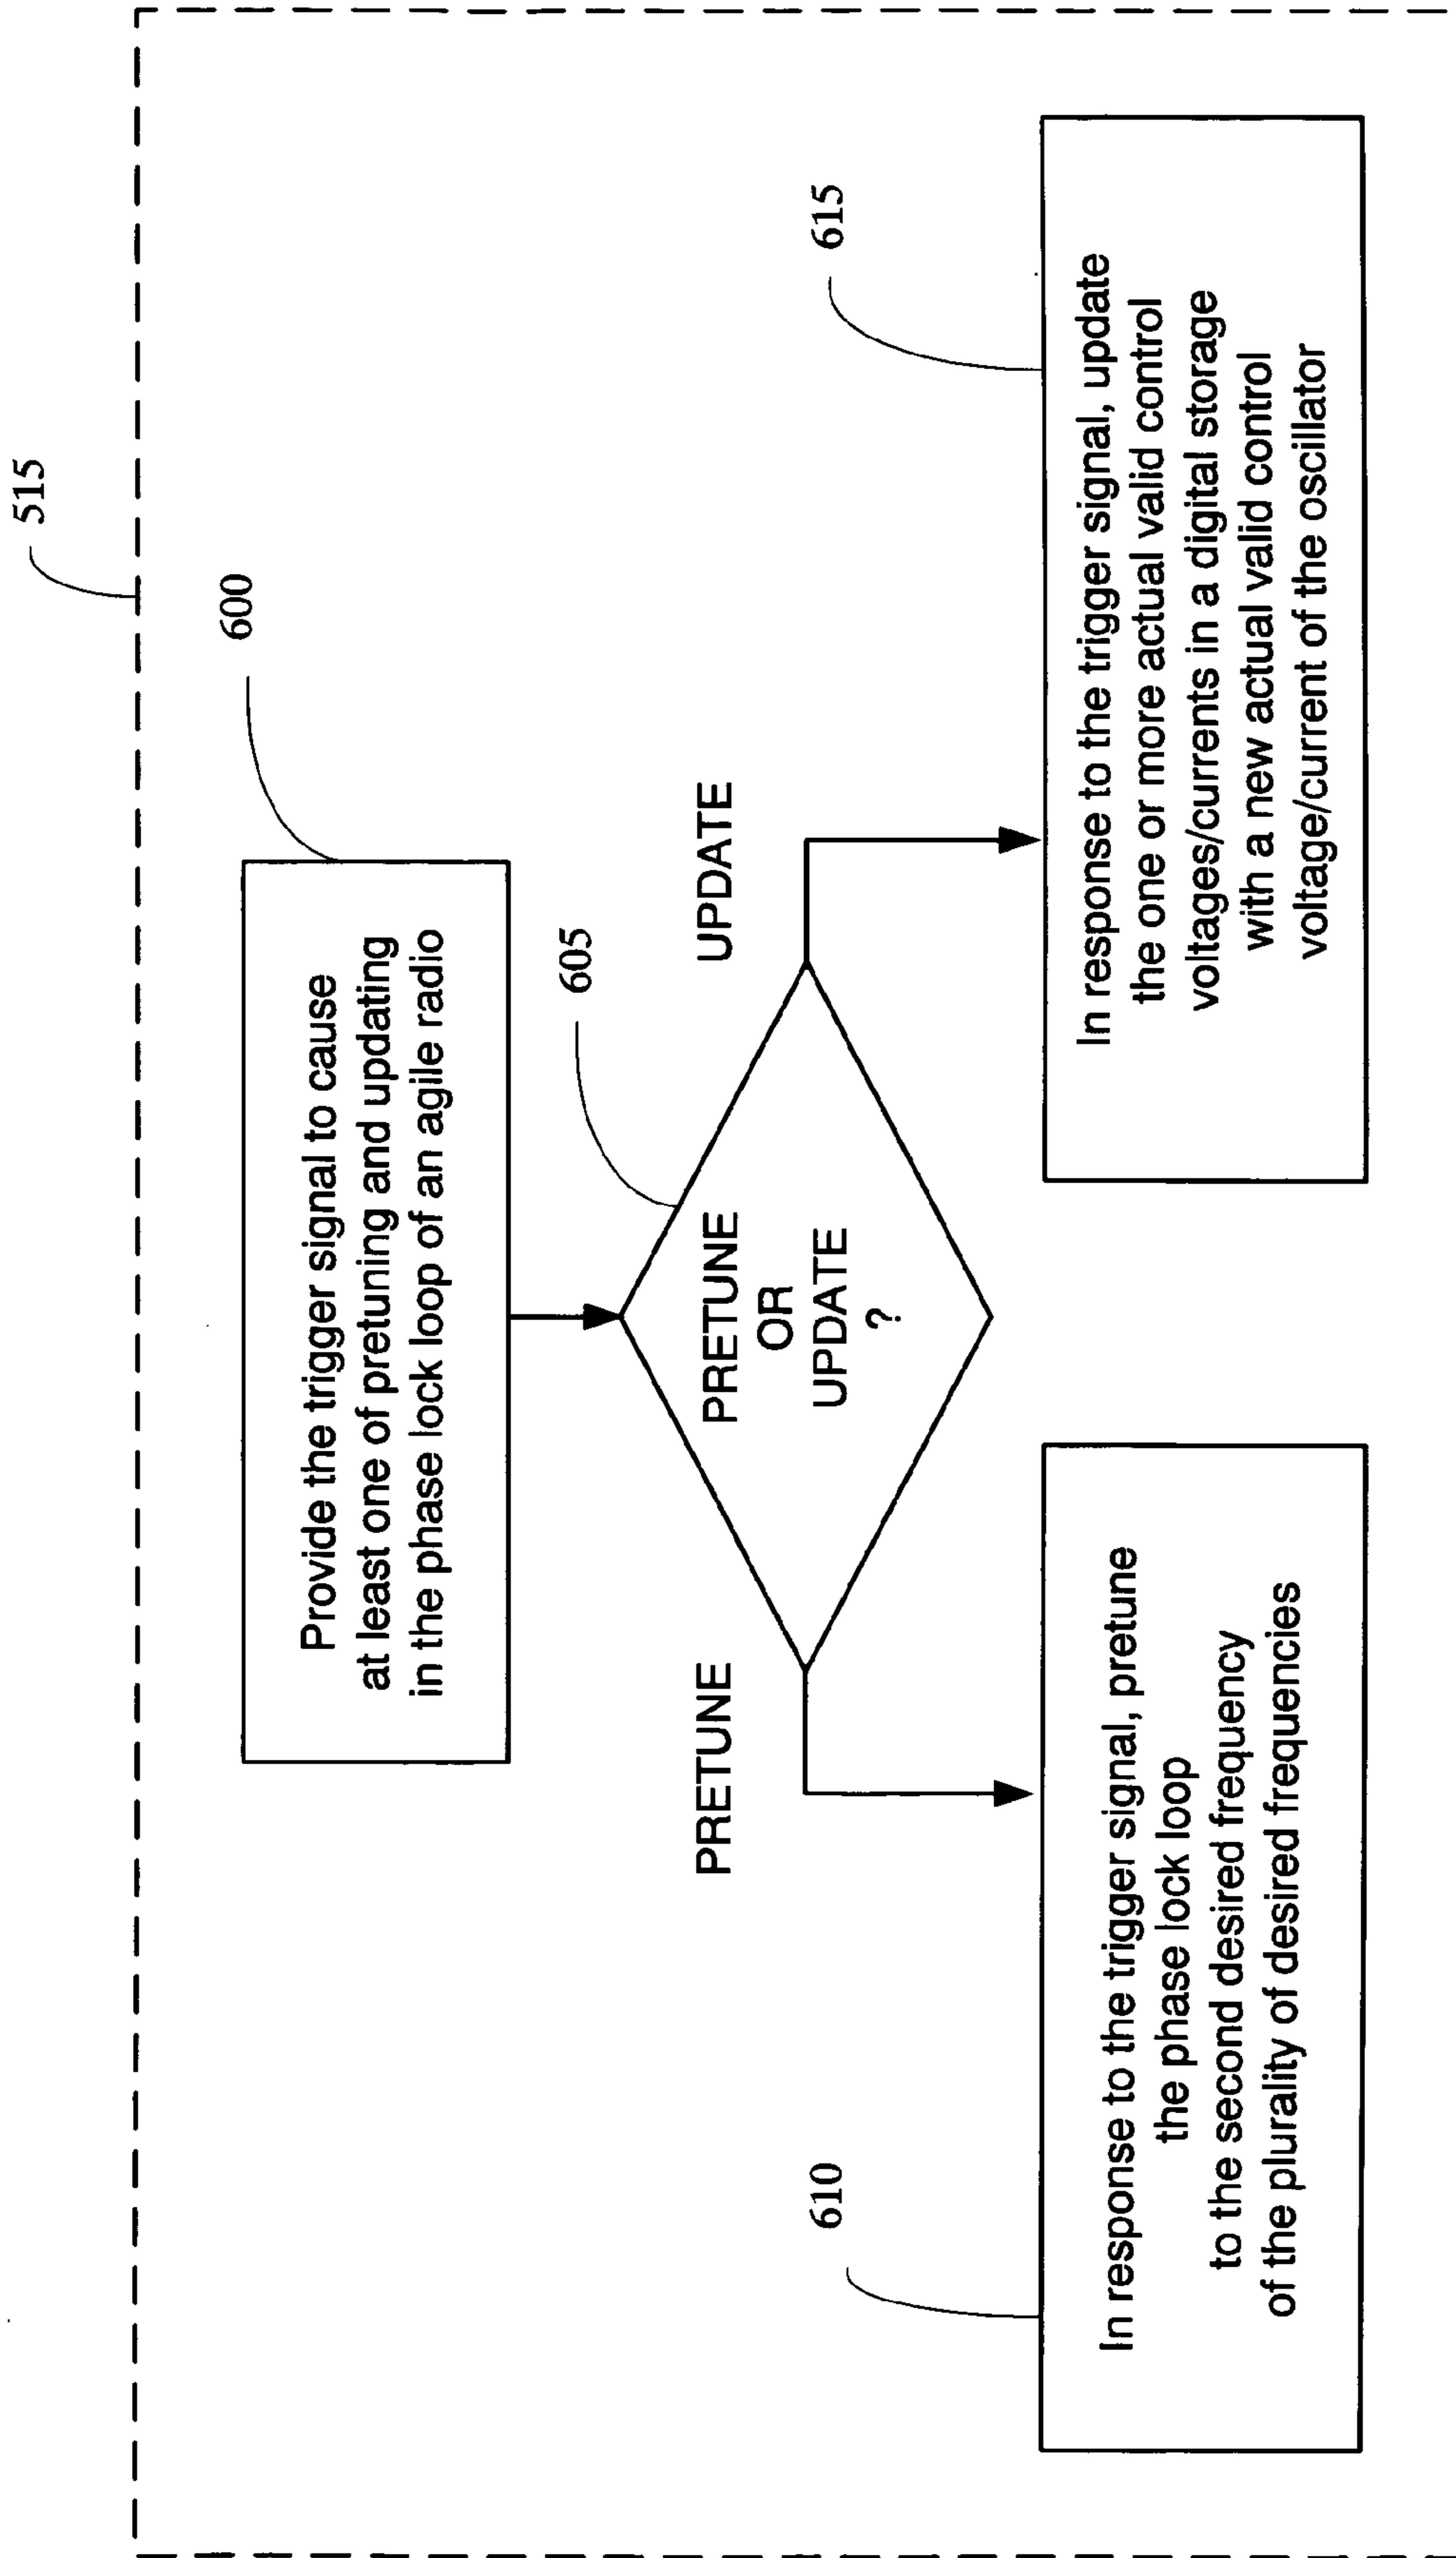 515
600
Provide the trigger signal to cause
at least one of pretuning and updating
in the phase lock loop of an agile radio
605
PRETUNE
OR
UPDATE
?
PRETUNE
UPDATE
610
In response to the trigger signal, pretune
the phase lock loop
to the second desired frequency
of the plurality of desired frequencies
615
In response to the trigger signal, update
the one or more actual valid control
voltages/currents in a digital storage
with a new actual valid control
voltage/current of the oscillator